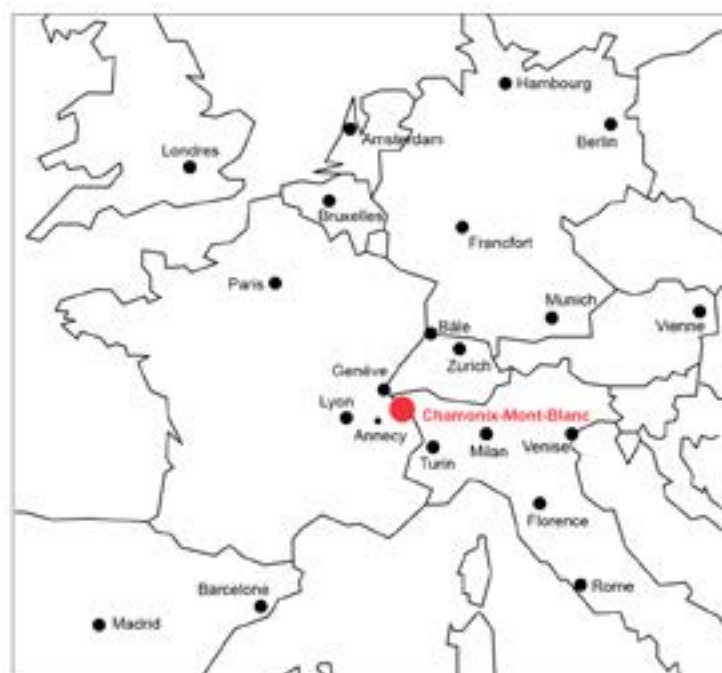 Hambourg
Berlin
Amsterdam
Londres
Bruxelles
Francfort
Paris
Munich
Vienne
Bâle
Zurich
Genève
Lyon
Chamonix-Mont-Blanc
Annecy
Turin
Milan
Venise
Florence
Rome
Barcelone
Madrid